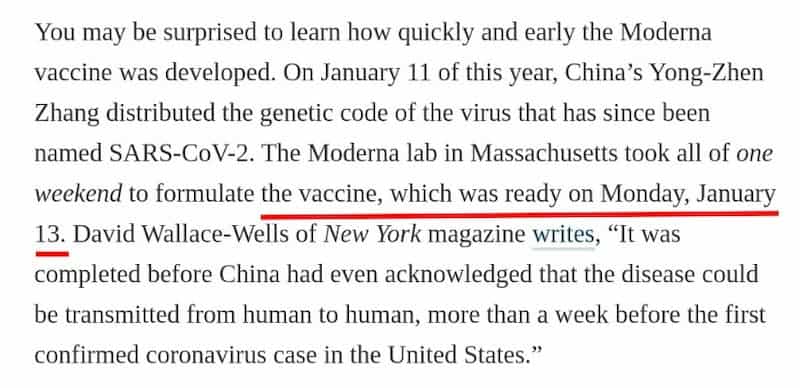 You may be surprised to learn how quickly and early the Moderna
vaccine was developed. On January 11 of this year, China’s Yong-Zhen
Zhang distributed the genetic code of the virus that has since been
named SARS-CoV-2. The Moderna lab in Massachusetts took all of one
weekend to formulate the vaccine, which was ready on Monday, January
13. David Wallace-Wells of New York magazine writes, “It was
completed before China had even acknowledged that the disease could
be transmitted from human to human, more than a week before the first
confirmed coronavirus case in the United States.”